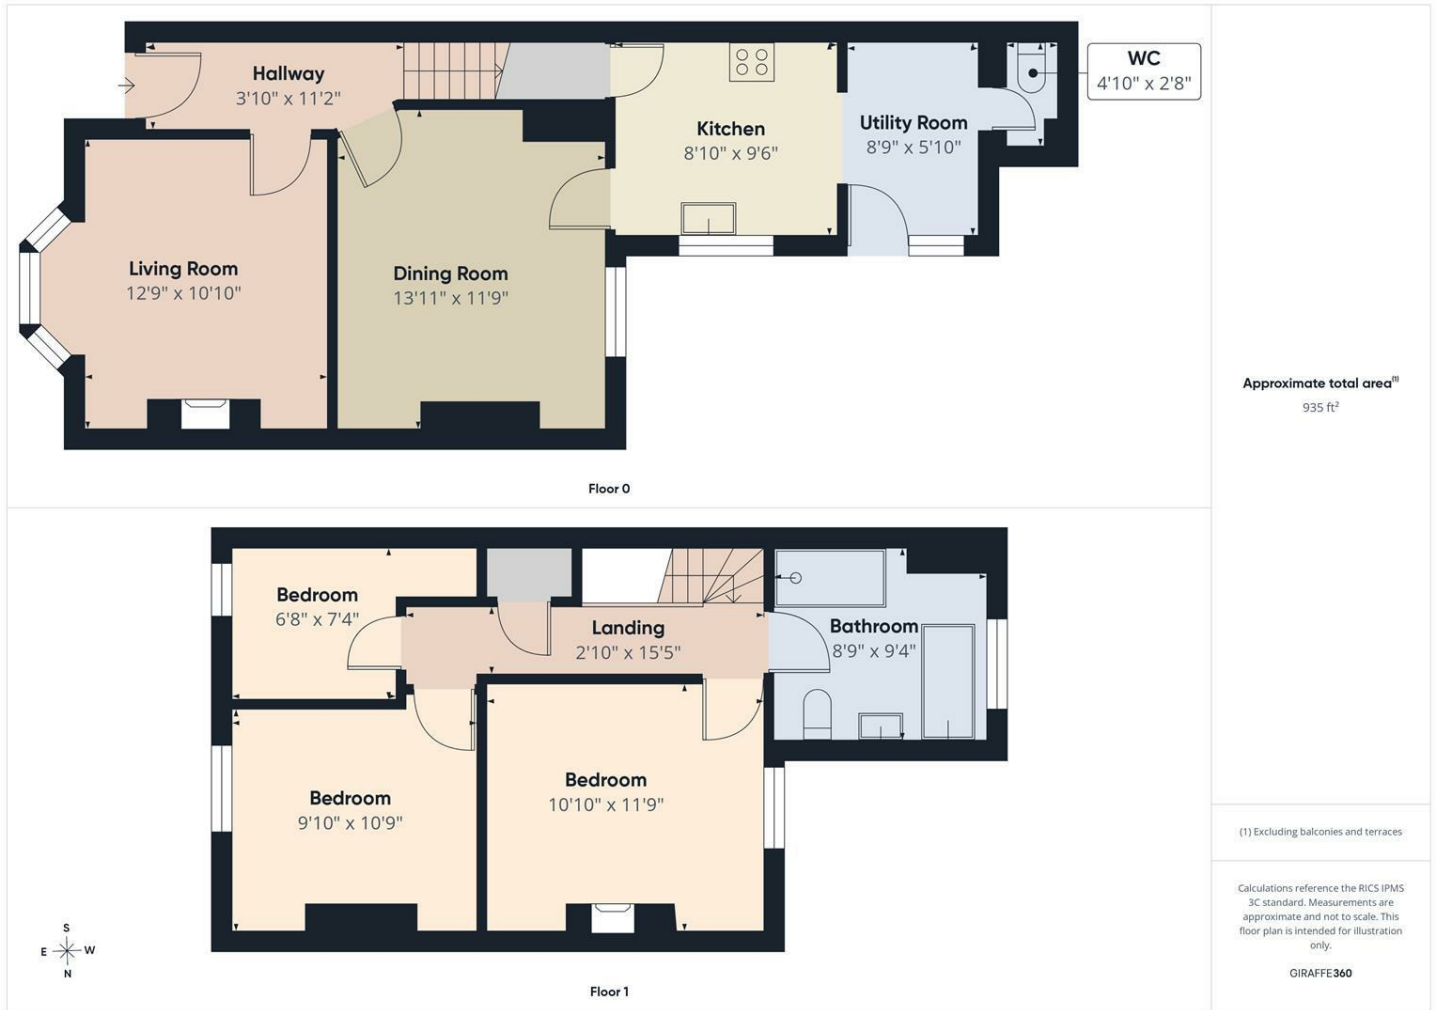 Hallway
3'10" x 11'2"
WC
4'10" x 2'8"
Kitchen
8'10" x 9'6"
Utility Room
8'9" x 5'10"
Living Room
12'9" x 10'10"
Dining Room
13'11" x 11'9"
Floor 0
Approximate total area(1)
935 ft²
Bedroom
6'8" x 7'4"
Landing
2'10" x 15'5"
Bathroom
8'9" x 9'4"
Bedroom
9'10" x 10'9"
Bedroom
10'10" x 11'9"
S
E W
N
Floor 1
(1) Excluding balconies and terraces
Calculations reference the RICS IPMS
3C standard. Measurements are
approximate and not to scale. This
floor plan is intended for illustration
only.
GIRAFFE360